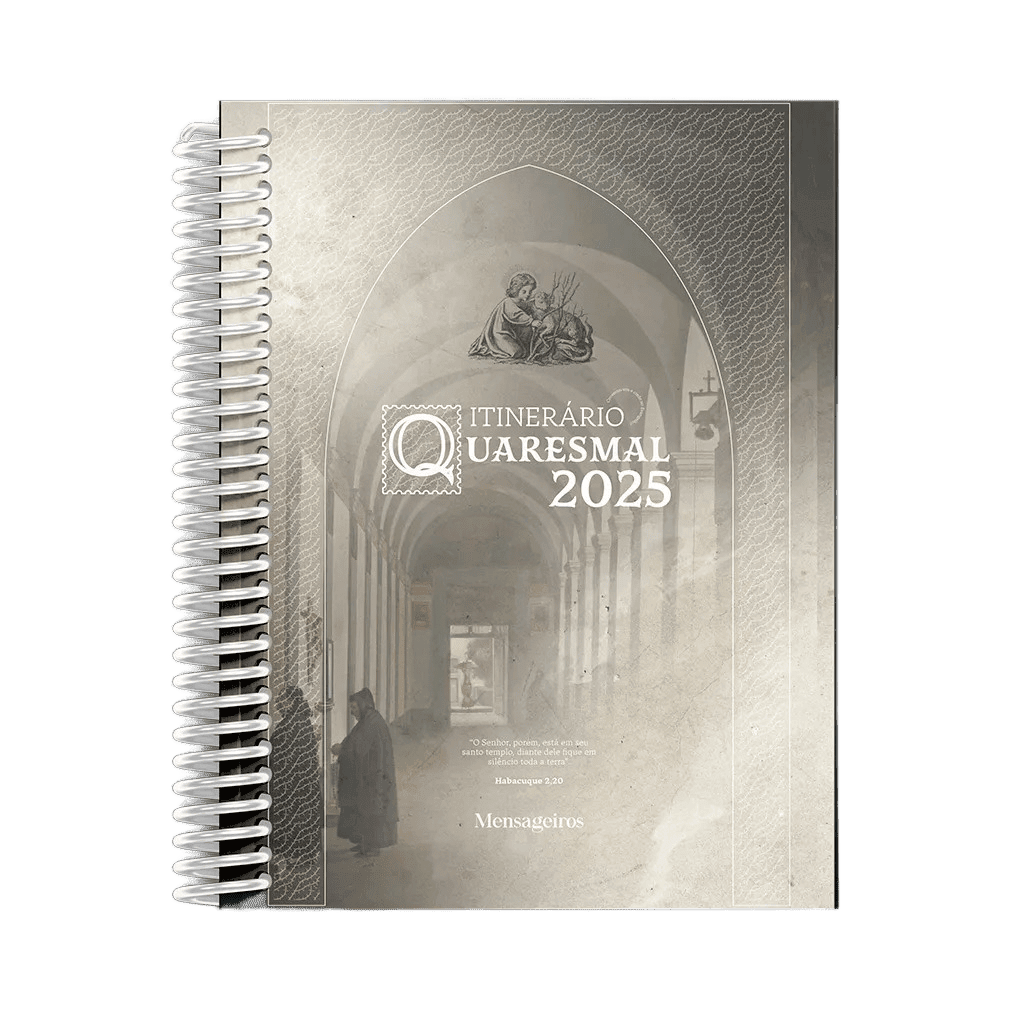 ITINERÁRIO
QUARESMAL
2025
"O Senhor, porém, está em seu
santo templo, diante dele fique em
silêncio toda a terra".
Habacuque 2,20
Mensageiros